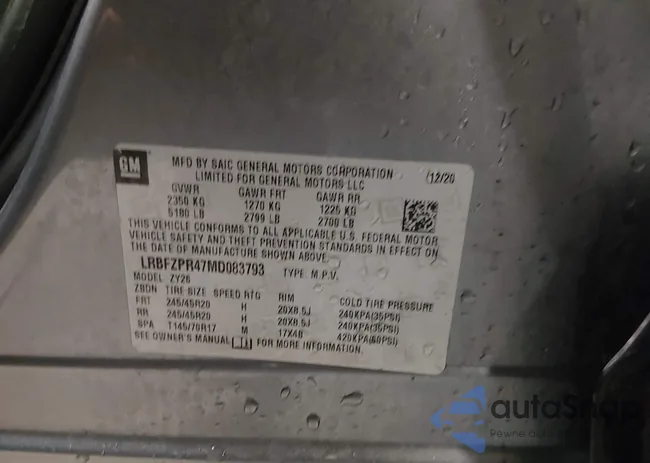 GM
MFD BY SAIC GENERAL MOTORS CORPORATION 12/20
LIMITED FOR GENERAL MOTORS LLC
GVWR GAWR FRT GAWR RR
2350 KG 1270 KG 1225 KG
5180 LB 2799 LB 2700 LB
THIS VEHICLE CONFORMS TO ALL APPLICABLE U.S. FEDERAL MOTOR
VEHICLE SAFETY AND THEFT PREVENTION STANDARDS IN EFFECT ON
THE DATE OF MANUFACTURE SHOWN ABOVE.
LRBFZPR47MD083793 TYPE M.P.V.
MODEL ZY26
ZBDN TIRE-SIZE SPEED RTG RIM COLD TIRE PRESSURE
FRT 245/45R20 H 20X8.5J 240KPA(35PSI)
RR 245/45R20 H 20X8.5J 240KPA(35PSI)
SPA T145/70R17 M 17X4B 420KPA(60PSI)
SEE OWNER'S MANUAL FOR MORE INFORMATION.
autoShop
Pewne auto